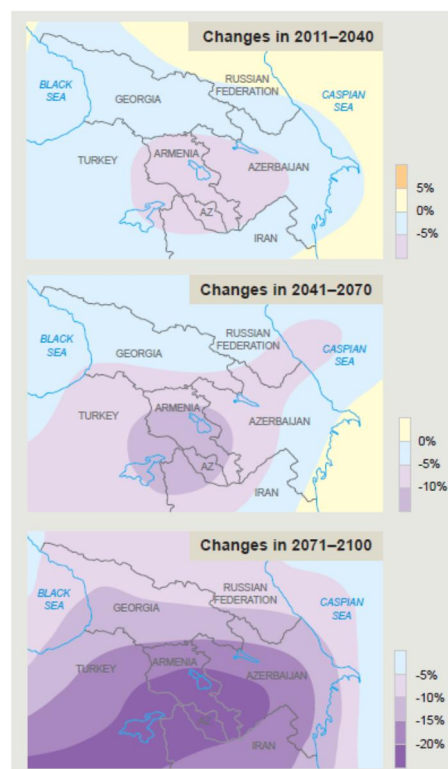 Changes in 2011–2040
BLACK
SEA
RUSSIAN
FEDERATION
CASPIAN
SEA
GEORGIA
TURKEY
ARMENIA
AZERBAIJAN
AZ
IRAN
5%
0%
-5%
Changes in 2041–2070
BLACK
SEA
RUSSIAN
FEDERATION
CASPIAN
SEA
GEORGIA
TURKEY
ARMENIA
AZERBAIJAN
AZ
IRAN
0%
-5%
-10%
Changes in 2071–2100
BLACK
SEA
RUSSIAN
FEDERATION
CASPIAN
SEA
GEORGIA
TURKEY
ARMENIA
AZERBAIJAN
AZ
IRAN
-5%
-10%
-15%
-20%